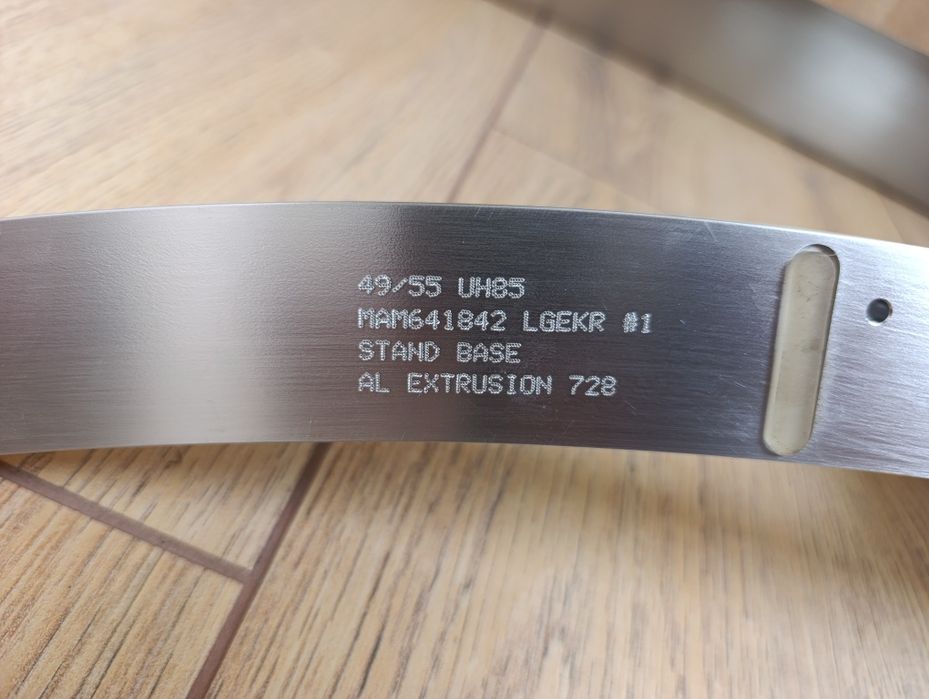 49/55 UH85
MAM641842 LGEKR #1
STAND BASE
AL EXTRUSION 728